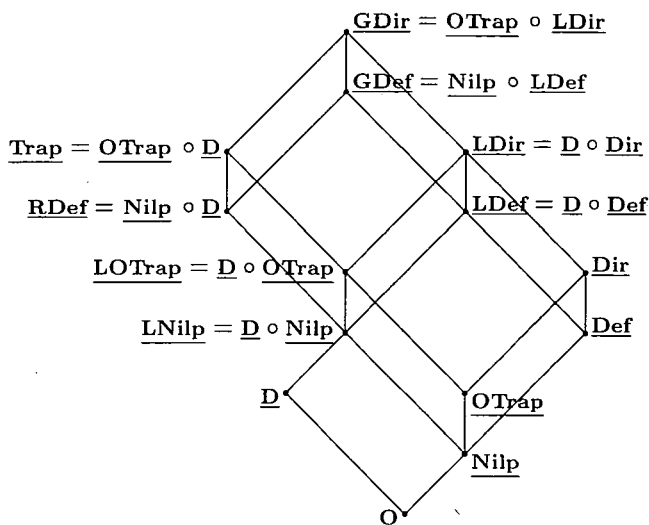 GDir = OTrap ∘ LDir
GDef = Nilp ∘ LDef
Trap = OTrap ∘ D
LDir = D ∘ Dir
RDef = Nilp ∘ D
LDef = D ∘ Def
LOTrap = D ∘ OTrap
Dir
LNilp = D ∘ Nilp
Def
D
OTrap
Nilp
O